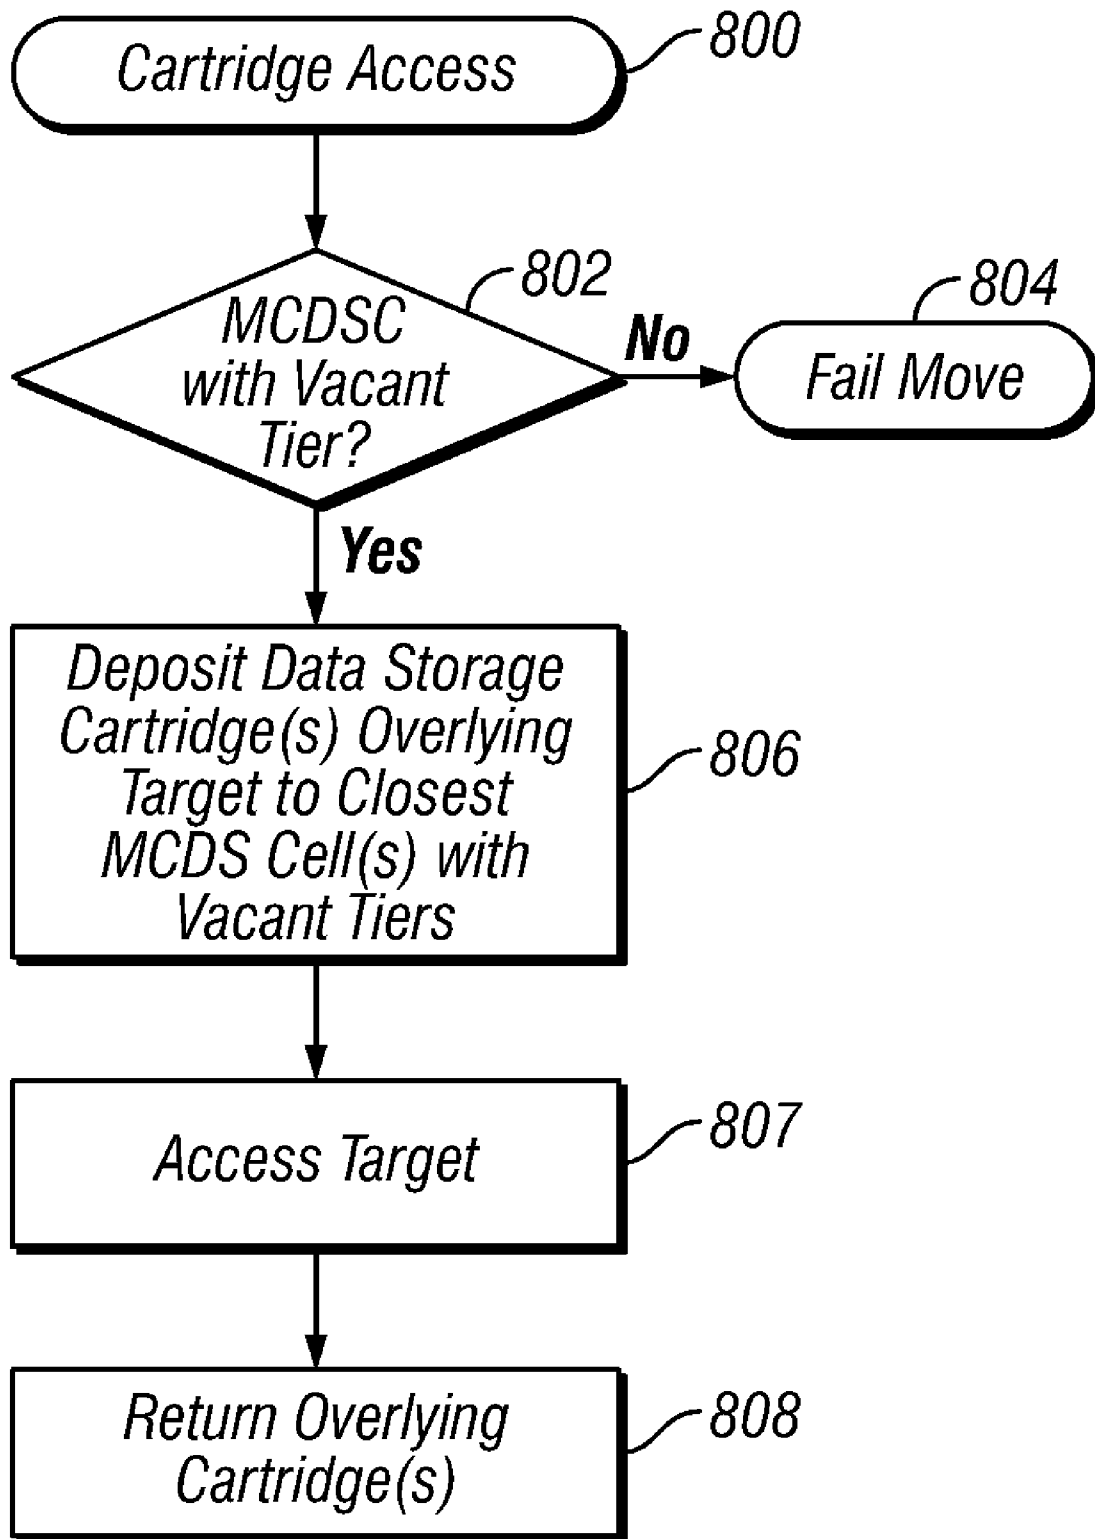 Cartridge Access
800
MCDSC
with Vacant
Tier?
802
No
804
Fail Move
Yes
Deposit Data Storage
Cartridge(s) Overlying
Target to Closest
MCDS Cell(s) with
Vacant Tiers
806
Access Target
807
Return Overlying
Cartridge(s)
808